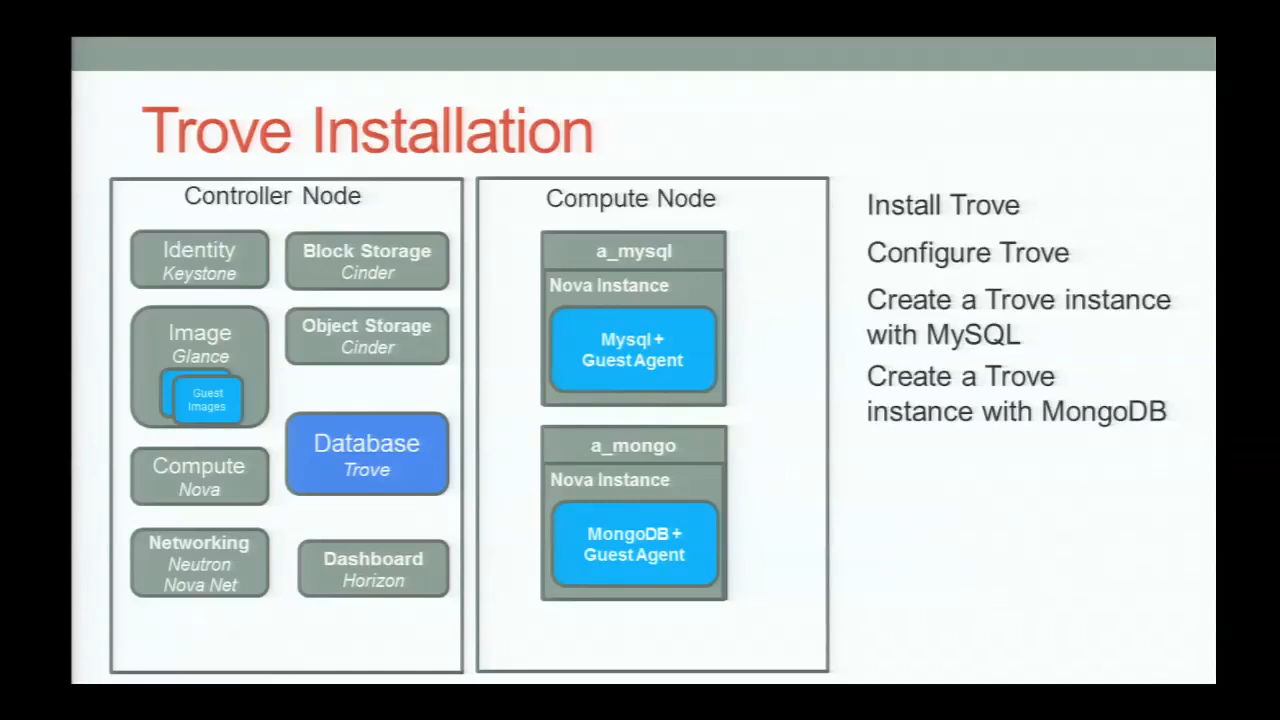 Trove Installation
Controller Node
Identity
Keystone
Block Storage
Cinder
Image
Glance
Guest
Images
Object Storage
Cinder
Compute
Nova
Database
Trove
Networking
Neutron
Nova Net
Dashboard
Horizon
Compute Node
a_mysql
Nova Instance
Mysql +
Guest Agent
a_mongo
Nova Instance
MongoDB +
Guest Agent
Install Trove
Configure Trove
Create a Trove instance
with MySQL
Create a Trove
instance with MongoDB